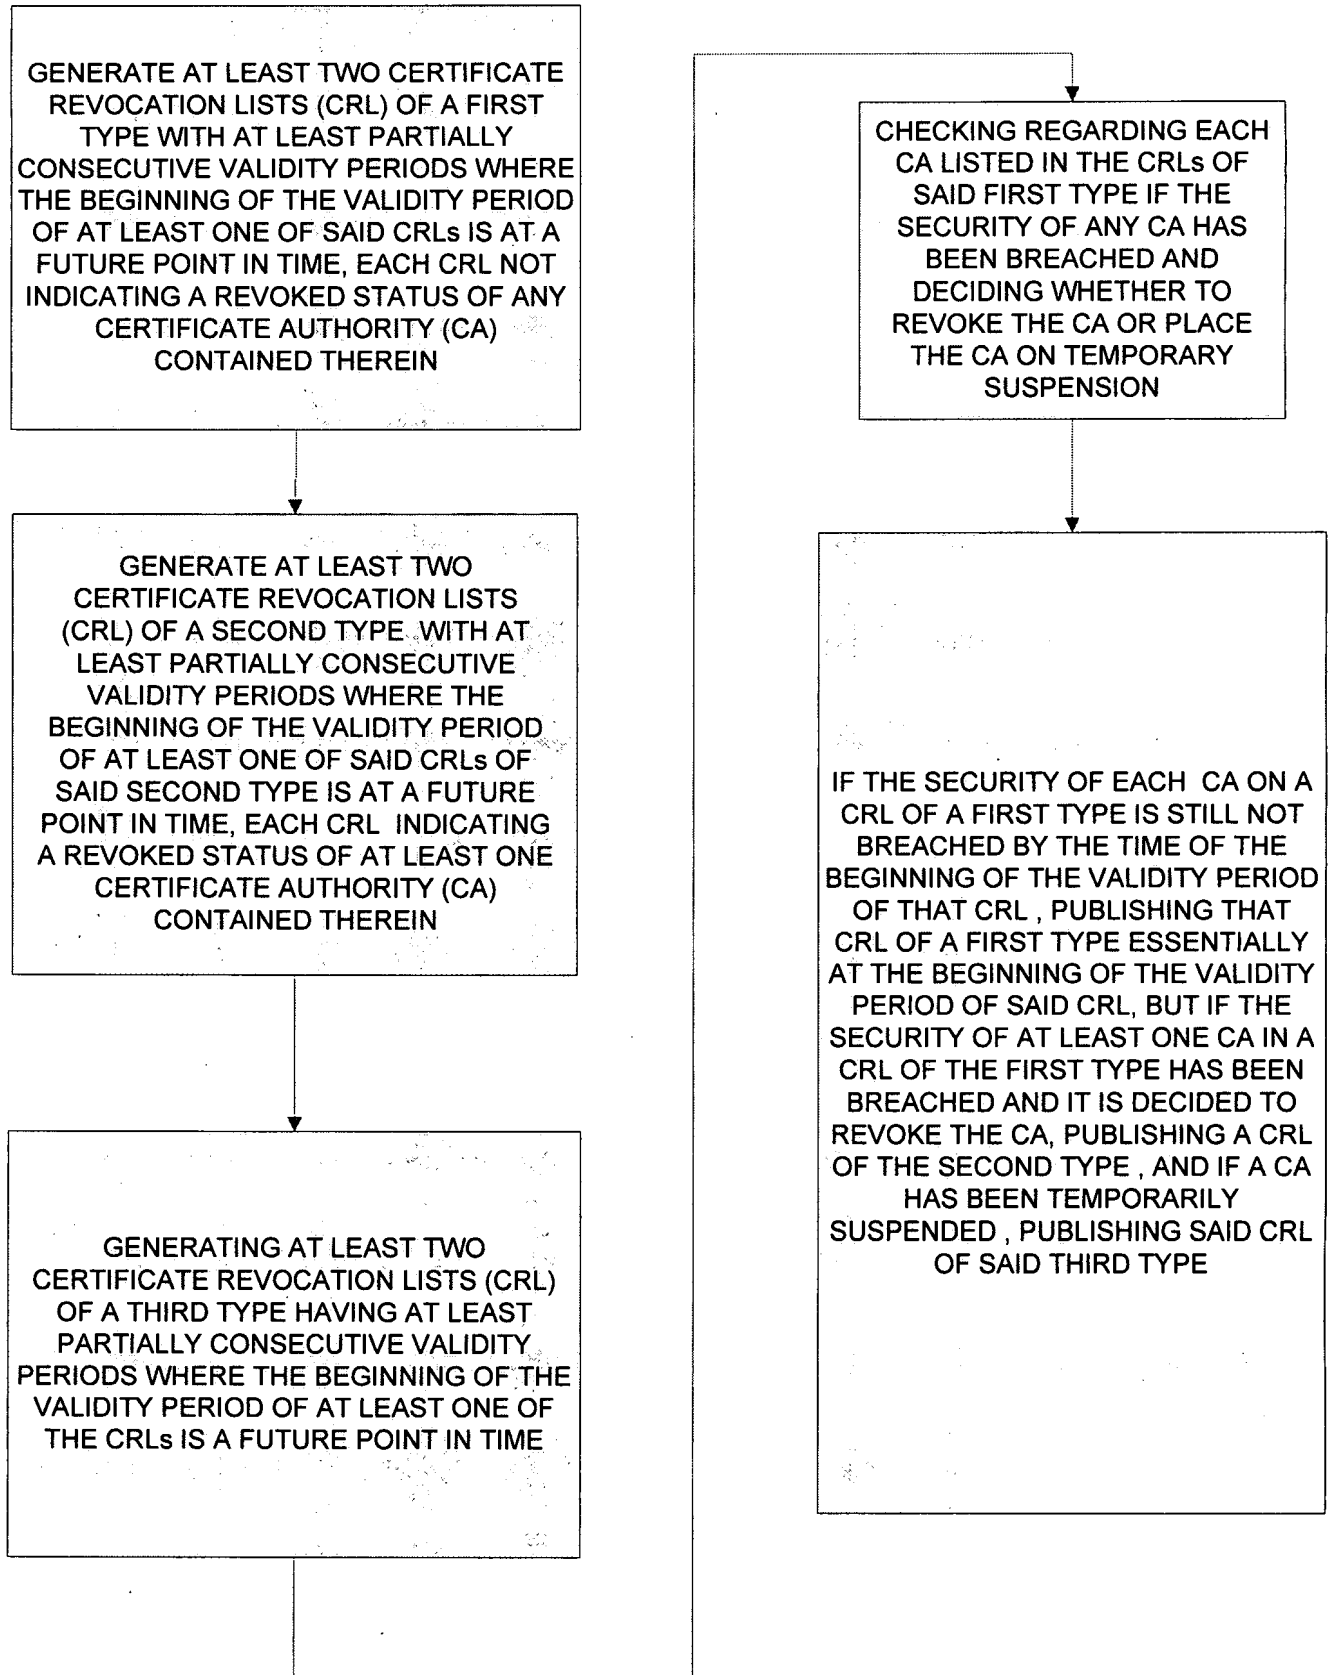 GENERATE AT LEAST TWO CERTIFICATE
REVOCATION LISTS (CRL) OF A FIRST
TYPE WITH AT LEAST PARTIALLY
CONSECUTIVE VALIDITY PERIODS WHERE
THE BEGINNING OF THE VALIDITY PERIOD
OF AT LEAST ONE OF SAID CRLs IS AT A
FUTURE POINT IN TIME, EACH CRL NOT
INDICATING A REVOKED STATUS OF ANY
CERTIFICATE AUTHORITY (CA)
CONTAINED THEREIN
GENERATE AT LEAST TWO
CERTIFICATE REVOCATION LISTS
(CRL) OF A SECOND TYPE WITH AT
LEAST PARTIALLY CONSECUTIVE
VALIDITY PERIODS WHERE THE
BEGINNING OF THE VALIDITY PERIOD
OF AT LEAST ONE OF SAID CRLs OF
SAID SECOND TYPE IS AT A FUTURE
POINT IN TIME, EACH CRL INDICATING
A REVOKED STATUS OF AT LEAST ONE
CERTIFICATE AUTHORITY (CA)
CONTAINED THEREIN
GENERATING AT LEAST TWO
CERTIFICATE REVOCATION LISTS (CRL)
OF A THIRD TYPE HAVING AT LEAST
PARTIALLY CONSECUTIVE VALIDITY
PERIODS WHERE THE BEGINNING OF THE
VALIDITY PERIOD OF AT LEAST ONE OF
THE CRLs IS A FUTURE POINT IN TIME
CHECKING REGARDING EACH
CA LISTED IN THE CRLs OF
SAID FIRST TYPE IF THE
SECURITY OF ANY CA HAS
BEEN BREACHED AND
DECIDING WHETHER TO
REVOKE THE CA OR PLACE
THE CA ON TEMPORARY
SUSPENSION
IF THE SECURITY OF EACH CA ON A
CRL OF A FIRST TYPE IS STILL NOT
BREACHED BY THE TIME OF THE
BEGINNING OF THE VALIDITY PERIOD
OF THAT CRL , PUBLISHING THAT
CRL OF A FIRST TYPE ESSENTIALLY
AT THE BEGINNING OF THE VALIDITY
PERIOD OF SAID CRL, BUT IF THE
SECURITY OF AT LEAST ONE CA IN A
CRL OF THE FIRST TYPE HAS BEEN
BREACHED AND IT IS DECIDED TO
REVOKE THE CA, PUBLISHING A CRL
OF THE SECOND TYPE , AND IF A CA
HAS BEEN TEMPORARILY
SUSPENDED , PUBLISHING SAID CRL
OF SAID THIRD TYPE